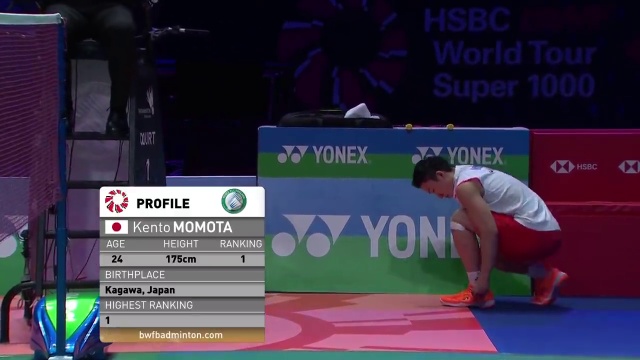 HSBC
World Tour
Super 1000
YONEX
YONEX
HSBC
HSBC
YONEX
COURT
1
PROFILE
Kento MOMOTA
AGE HEIGHT RANKING
24 175cm 1
BIRTHPLACE
Kagawa, Japan
HIGHEST RANKING
1
bwfbadminton.com